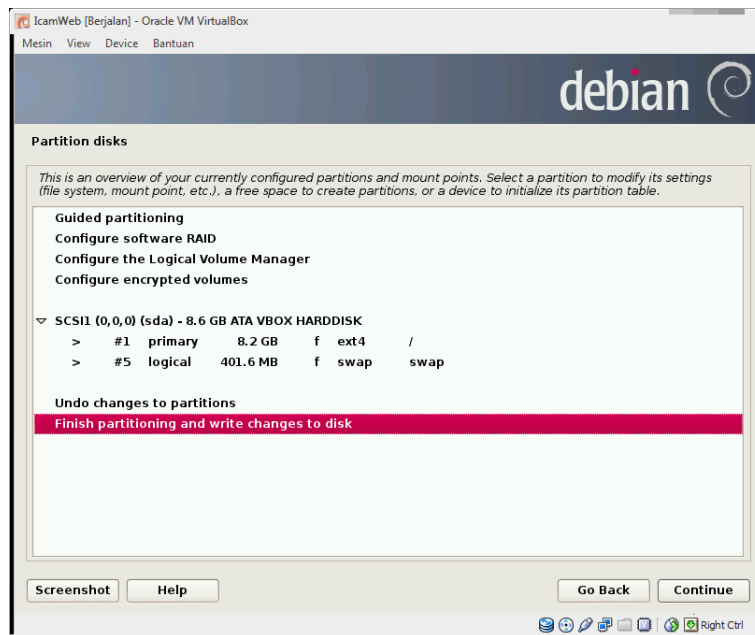 IcamWeb [Berjalan] - Oracle VM VirtualBox
Mesin View Device Bantuan
debian
Partition disks
This is an overview of your currently configured partitions and mount points. Select a partition to modify its settings
(file system, mount point, etc.), a free space to create partitions, or a device to initialize its partition table.
Guided partitioning
Configure software RAID
Configure the Logical Volume Manager
Configure encrypted volumes
SCSI1 (0,0,0) (sda) - 8.6 GB ATA VBOX HARDDISK
> #1 primary 8.2 GB f ext4 /
> #5 logical 401.6 MB f swap swap
Undo changes to partitions
Finish partitioning and write changes to disk
Screenshot Help Go Back Continue
Right Ctrl